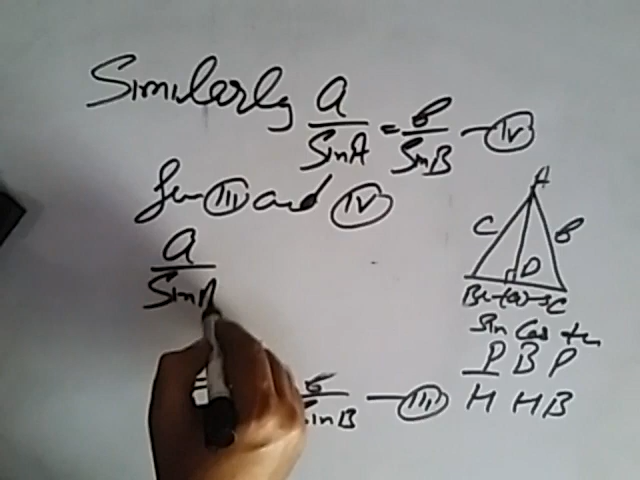 Similarly a/SinA = b/SinB — (iv)
from (iii) and (iv)
a/SinA
= b/SinB — (iii)
A
c b
D
B ←(a)→ C
Sin Cos tan
P B P
H H B